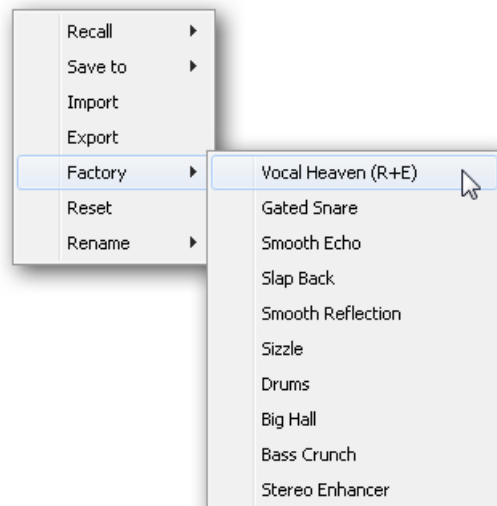 Recall
Save to
Import
Export
Factory
Reset
Rename
Vocal Heaven (R+E)
Gated Snare
Smooth Echo
Slap Back
Smooth Reflection
Sizzle
Drums
Big Hall
Bass Crunch
Stereo Enhancer